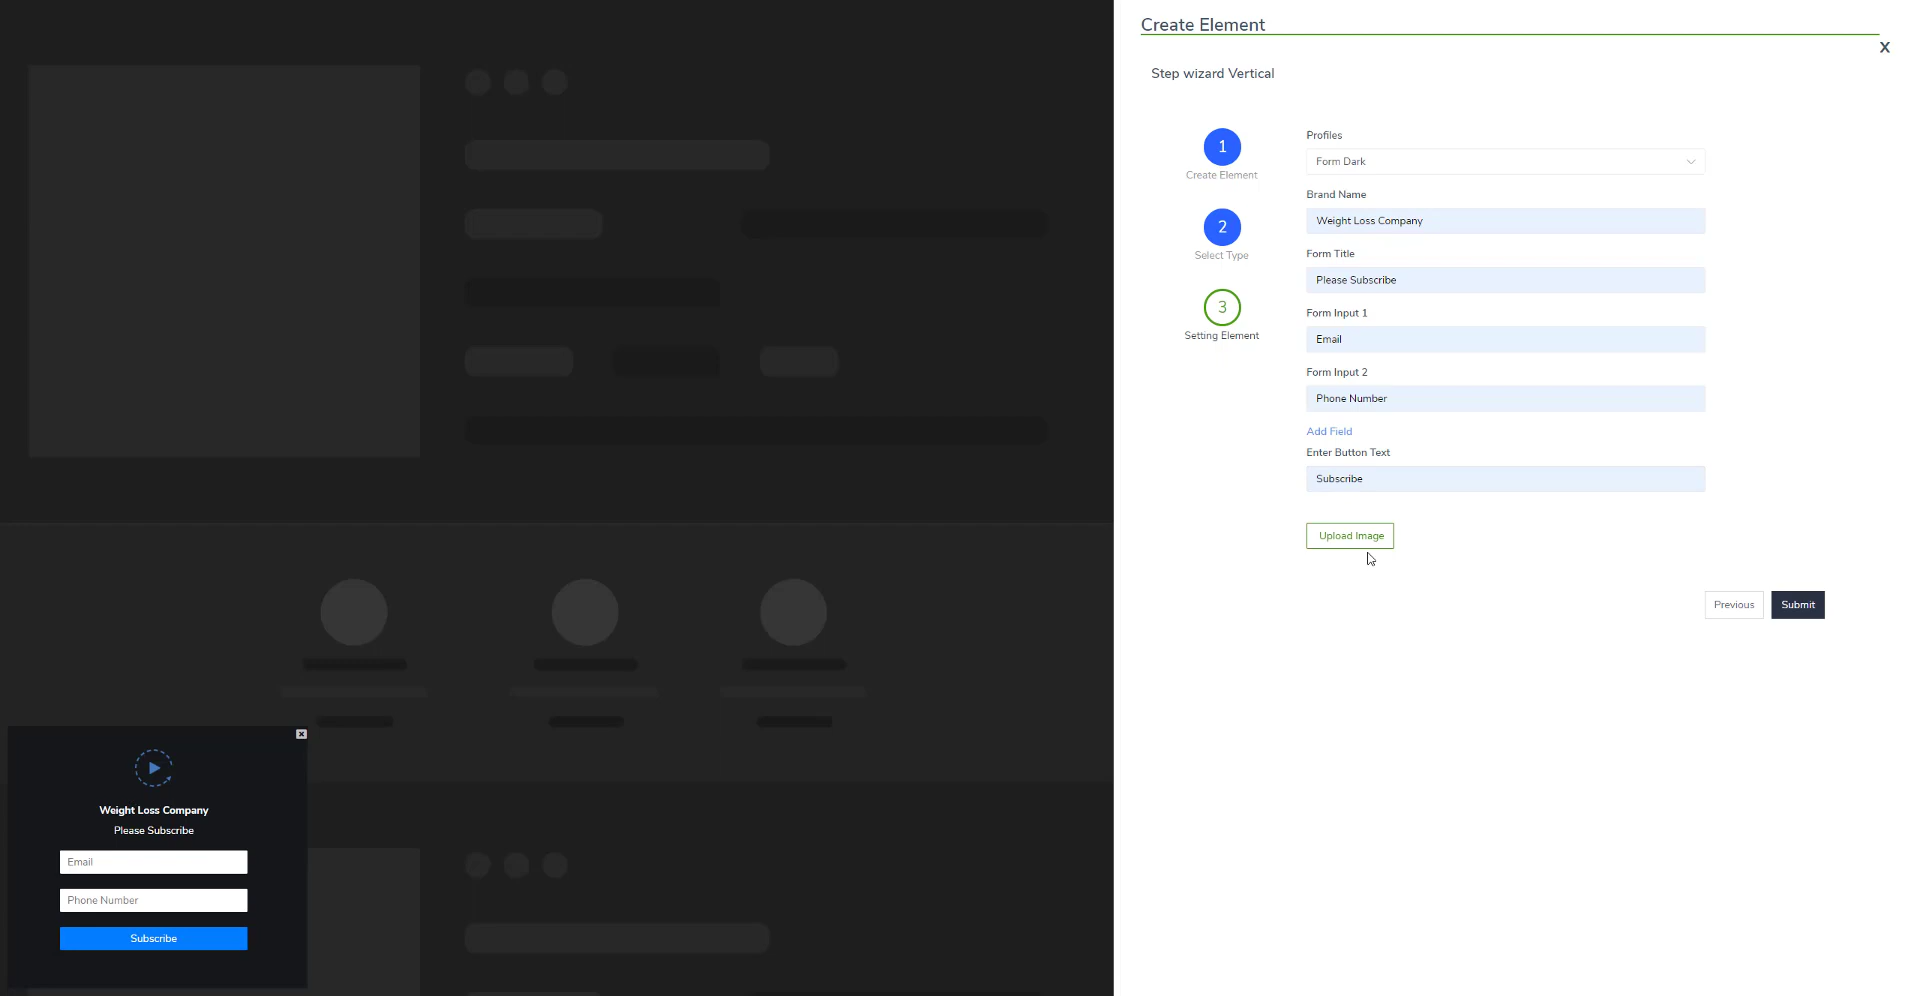 Create Element
X
Step wizard Vertical
1
Create Element
2
Select Type
3
Setting Element
Profiles
Form Dark
Brand Name
Weight Loss Company
Form Title
Please Subscribe
Form Input 1
Email
Form Input 2
Phone Number
Add Field
Enter Button Text
Subscribe
Upload Image
Previous
Submit
x
Weight Loss Company
Please Subscribe
Email
Phone Number
Subscribe